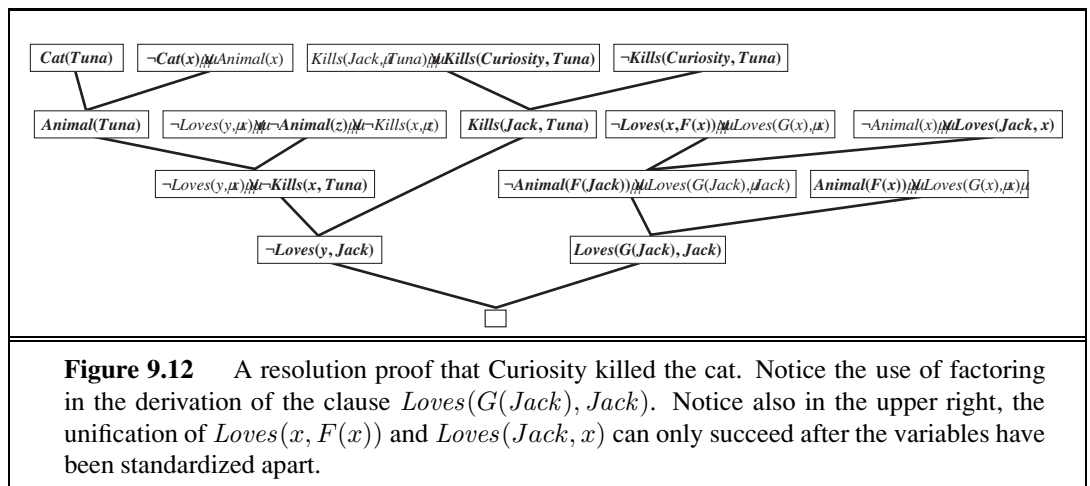 Cat(Tuna) ¬Cat(x) ∨ Animal(x) Kills(Jack, Tuna) ∨ Kills(Curiosity, Tuna) ¬Kills(Curiosity, Tuna)
Animal(Tuna) ¬Loves(y, x) ∨ ¬Animal(z) ∨ ¬Kills(x, z) Kills(Jack, Tuna) ¬Loves(x, F(x)) ∨ Loves(G(x), x) ¬Animal(x) ∨ Loves(Jack, x)
¬Loves(y, x) ∨ ¬Kills(x, Tuna) ¬Animal(F(Jack)) ∨ Loves(G(Jack), Jack) Animal(F(x)) ∨ Loves(G(x), x)
¬Loves(y, Jack) Loves(G(Jack), Jack)
Figure 9.12 A resolution proof that Curiosity killed the cat. Notice the use of factoring
in the derivation of the clause Loves(G(Jack), Jack). Notice also in the upper right, the
unification of Loves(x, F(x)) and Loves(Jack, x) can only succeed after the variables have
been standardized apart.